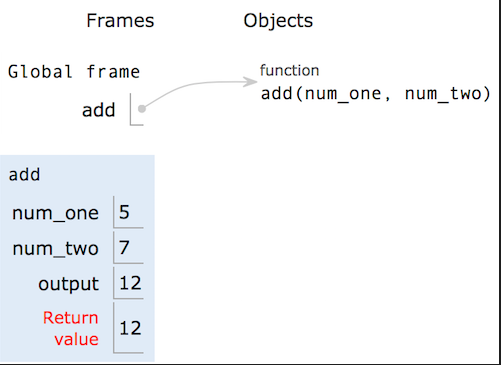 Frames Objects
Global frame
function
add
add(num_one, num_two)
add
num_one 5
num_two 7
output 12
Return
value 12